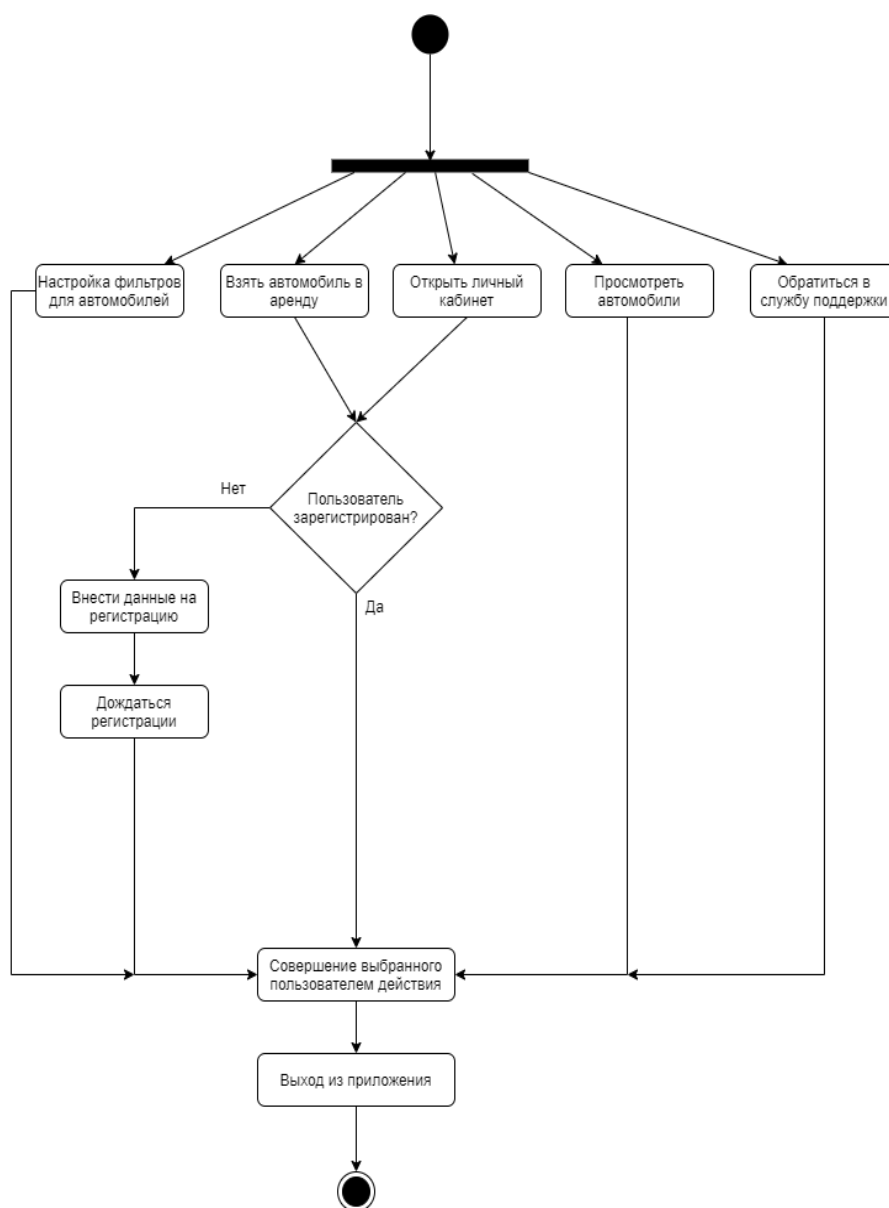 Настройка фильтров
для автомобилей
Взять автомобиль в
аренду
Открыть личный
кабинет
Просмотреть
автомобили
Обратиться в
службу поддержки
Пользователь
зарегистрирован?
Нет
Да
Внести данные на
регистрацию
Дождаться
регистрации
Совершение выбранного
пользователем действия
Выход из приложения